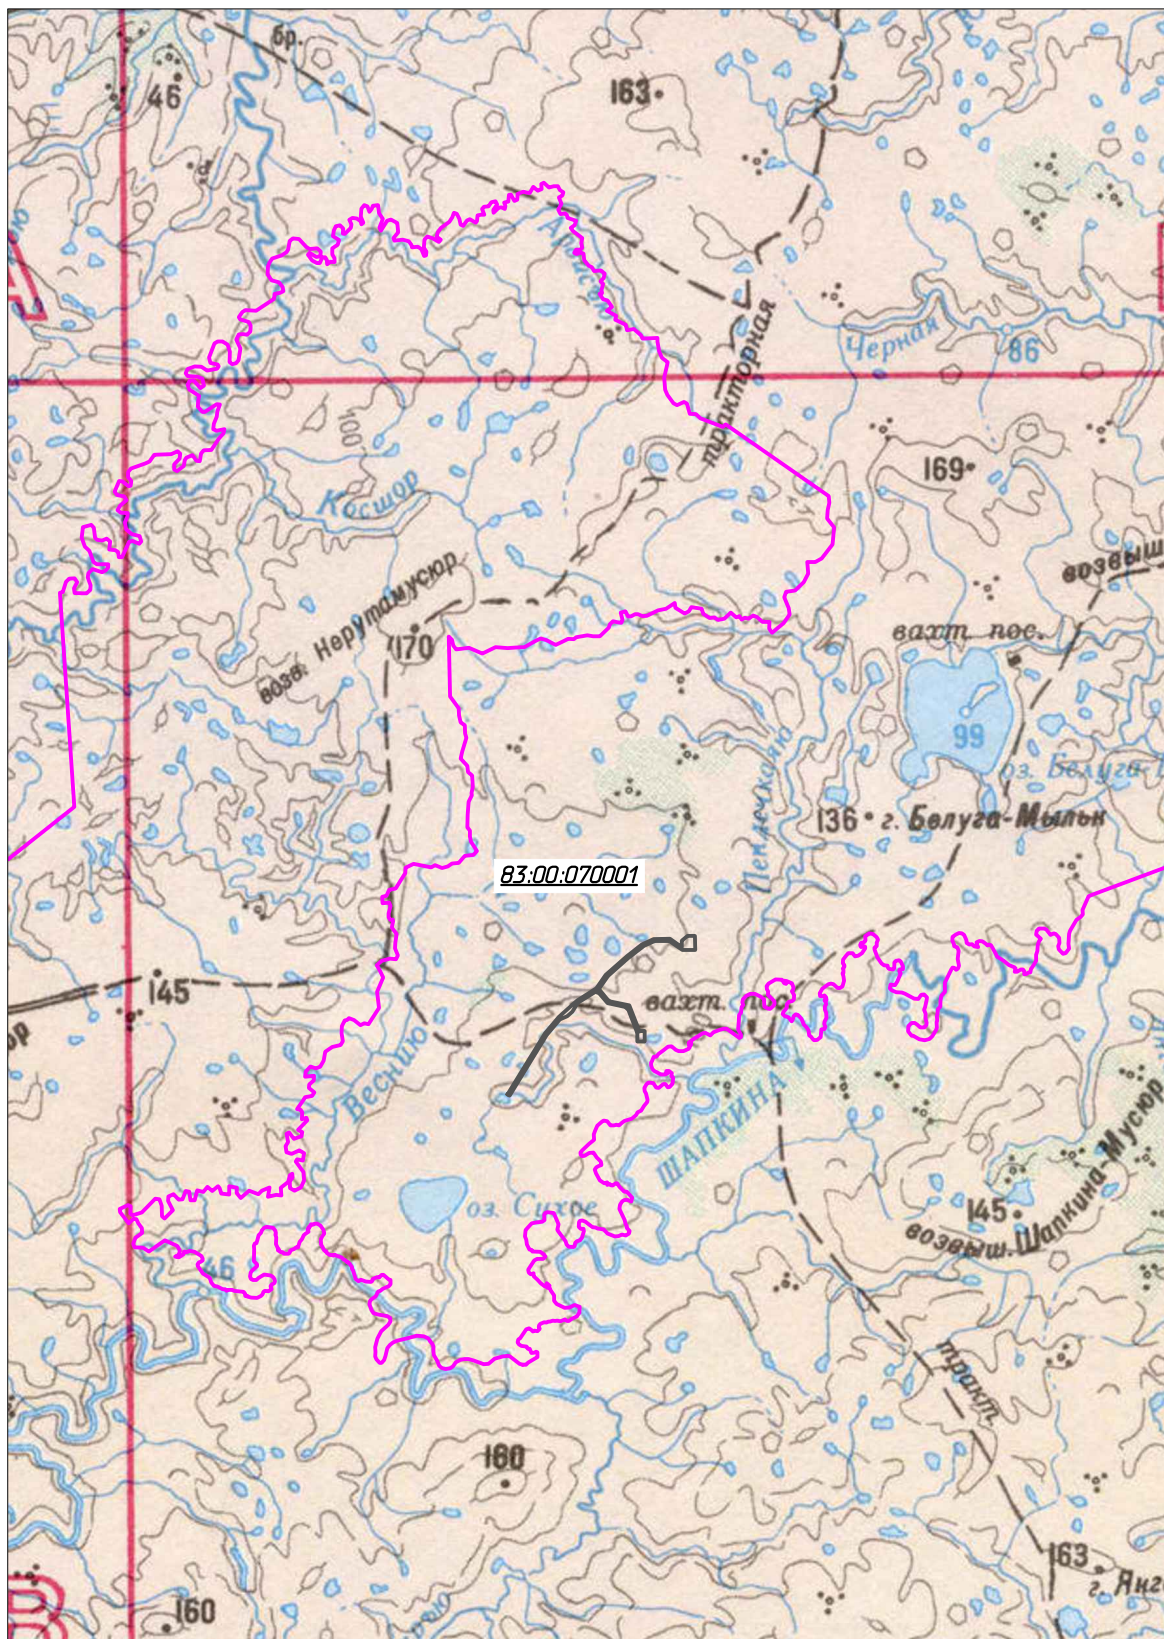 бр.
46
163
тракторная
Черная
86
100
169
Косшор
возв. Нерутамусюр
170
возвыш
вахт. пос.
99
оз. Белуга-
136
г. Белуга-Мыльк
83:00:070001
145
вахт. пос.
Веснию
ШАПКИНА
оз. Сухое
145
возвыш. Шапкина-Мусюр
46
тракт.
160
163
г. Янг
В
160